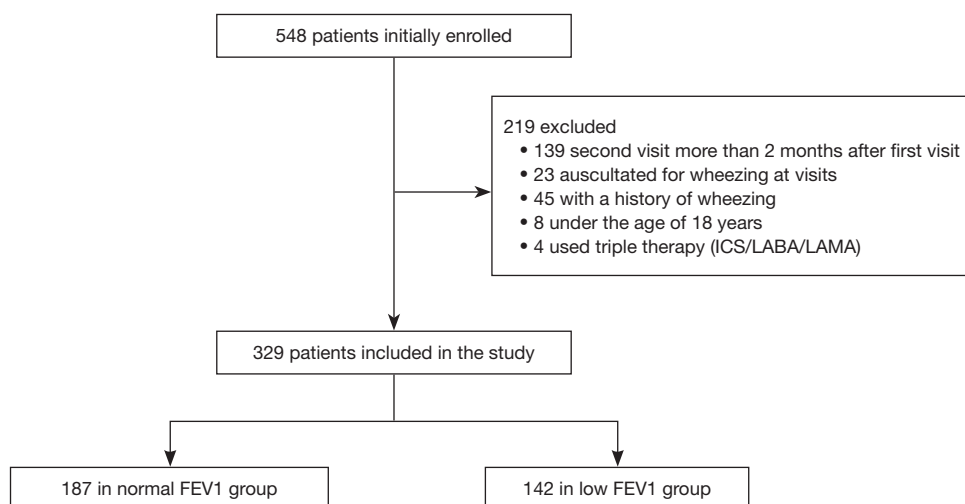 548 patients initially enrolled
219 excluded
• 139 second visit more than 2 months after first visit
• 23 auscultated for wheezing at visits
• 45 with a history of wheezing
• 8 under the age of 18 years
• 4 used triple therapy (ICS/LABA/LAMA)
329 patients included in the study
187 in normal FEV1 group
142 in low FEV1 group